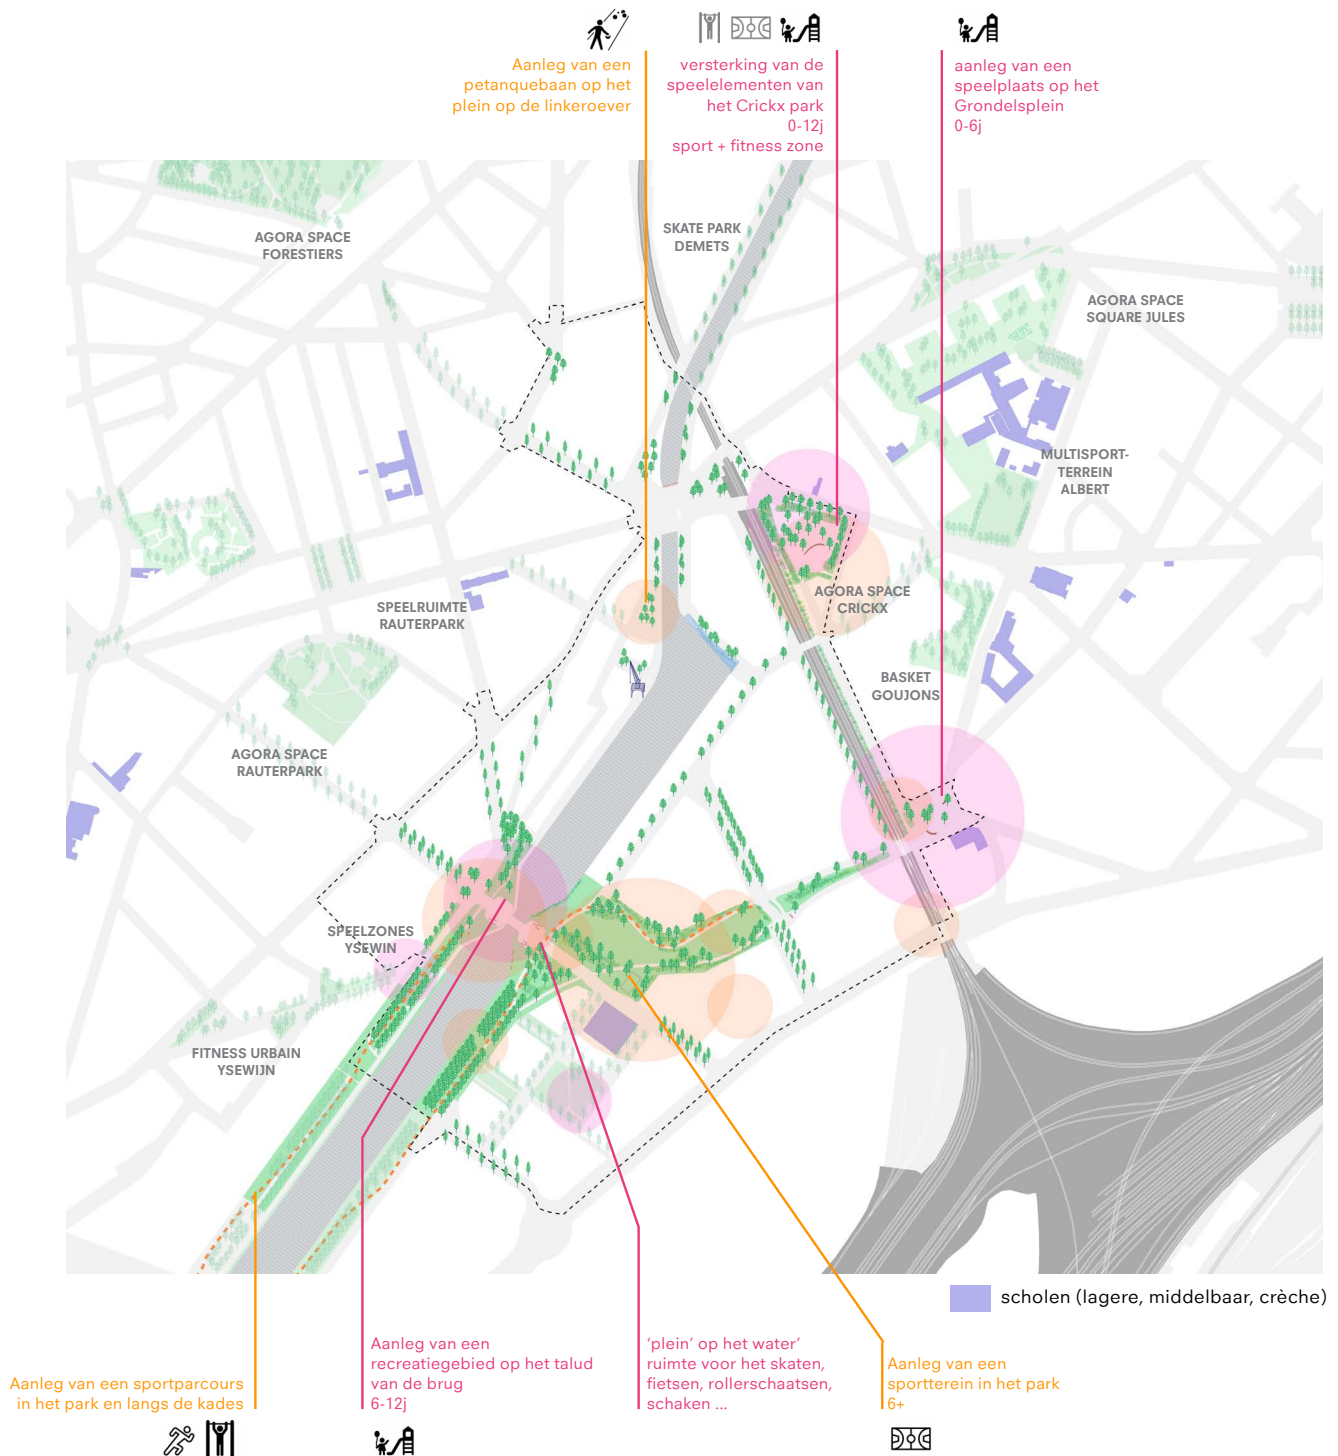 Aanleg van een
petanquebaan op het
plein op de linkeroever
versterking van de
speelelementen van
het Crickx park
0-12j
sport + fitness zone
aanleg van een
speelplaats op het
Grondelsplein
0-6j
AGORA SPACE
FORESTIERS
SKATE PARK
DEMETS
AGORA SPACE
SQUARE JULES
MULTISPORT-
TERREIN
ALBERT
SPEELRUIMTE
RAUTERPARK
AGORA SPACE
CRICKX
BASKET
GOUJONS
AGORA SPACE
RAUTERPARK
SPEELZONES
YSEWIN
FITNESS URBAIN
YSEWIJN
scholen (lagere, middelbaar, crèche)
Aanleg van een sportparcours
in het park en langs de kades
Aanleg van een
recreatiegebied op het talud
van de brug
6-12j
‘plein’ op het water’
ruimte voor het skaten,
fietsen, rollerschaatsen,
schaken ...
Aanleg van een
sportterein in het park
6+